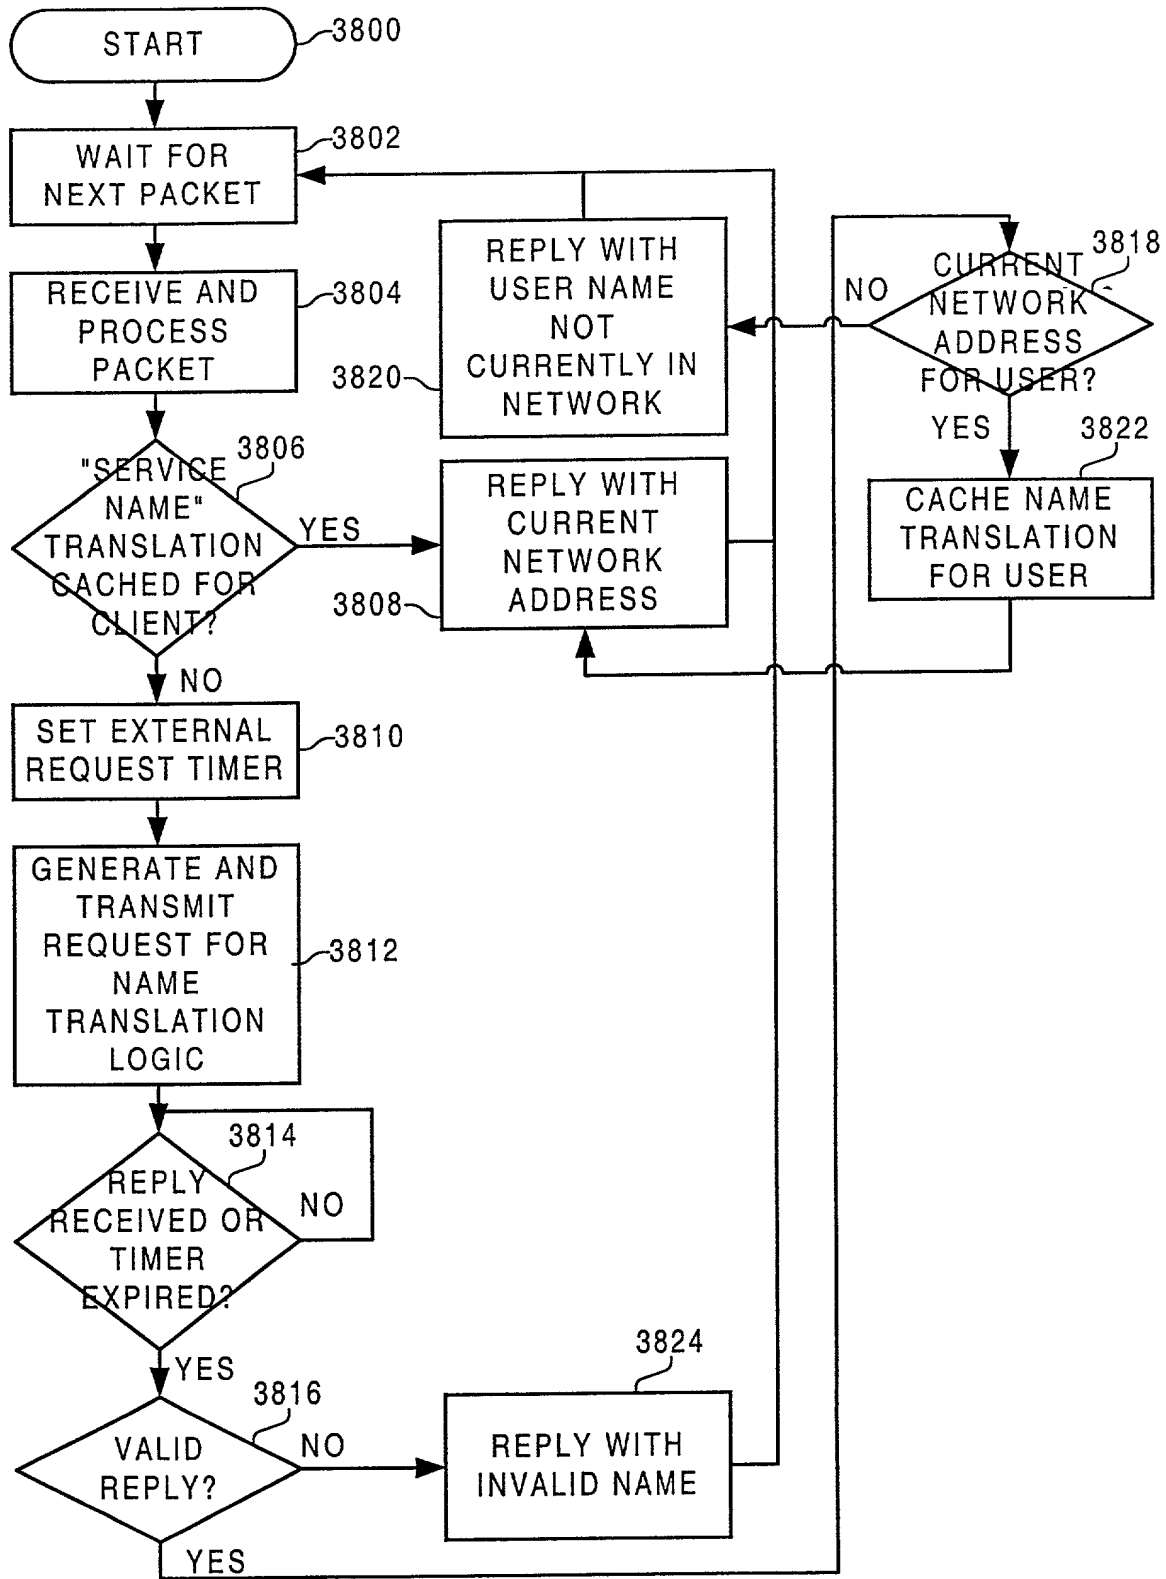 START
3800
WAIT FOR
NEXT PACKET
3802
RECEIVE AND
PROCESS
PACKET
3804
"SERVICE
NAME"
TRANSLATION
CACHED FOR
CLIENT?
3806
YES
NO
REPLY WITH
CURRENT
NETWORK
ADDRESS
3808
SET EXTERNAL
REQUEST TIMER
3810
GENERATE AND
TRANSMIT
REQUEST FOR
NAME
TRANSLATION
LOGIC
3812
REPLY
RECEIVED OR
TIMER
EXPIRED?
3814
NO
YES
VALID
REPLY?
3816
NO
YES
REPLY WITH
INVALID NAME
3824
CURRENT
NETWORK
ADDRESS
FOR USER?
3818
NO
YES
REPLY WITH
USER NAME
NOT
CURRENTLY IN
NETWORK
3820
CACHE NAME
TRANSLATION
FOR USER
3822